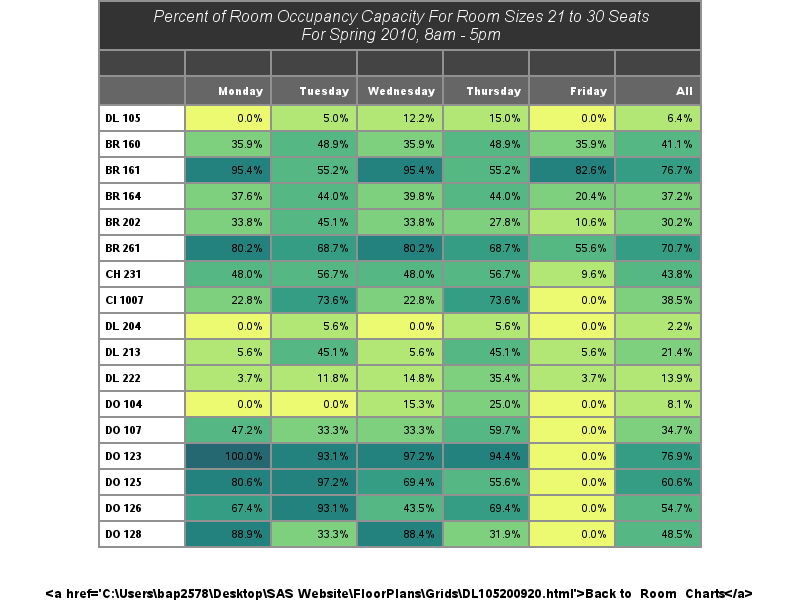 Percent of Room Occupancy Capacity For Room Sizes 21 to 30 Seats
For Spring 2010, 8am - 5pm
Monday Tuesday Wednesday Thursday Friday All
DL 105 0.0% 5.0% 12.2% 15.0% 0.0% 6.4%
BR 160 35.9% 48.9% 35.9% 48.9% 35.9% 41.1%
BR 161 95.4% 55.2% 95.4% 55.2% 82.6% 76.7%
BR 164 37.6% 44.0% 39.8% 44.0% 20.4% 37.2%
BR 202 33.8% 45.1% 33.8% 27.8% 10.6% 30.2%
BR 261 80.2% 68.7% 80.2% 68.7% 55.6% 70.7%
CH 231 48.0% 56.7% 48.0% 56.7% 9.6% 43.8%
CI 1007 22.8% 73.6% 22.8% 73.6% 0.0% 38.5%
DL 204 0.0% 5.6% 0.0% 5.6% 0.0% 2.2%
DL 213 5.6% 45.1% 5.6% 45.1% 5.6% 21.4%
DL 222 3.7% 11.8% 14.8% 35.4% 3.7% 13.9%
DO 104 0.0% 0.0% 15.3% 25.0% 0.0% 8.1%
DO 107 47.2% 33.3% 33.3% 59.7% 0.0% 34.7%
DO 123 100.0% 93.1% 97.2% 94.4% 0.0% 76.9%
DO 125 80.6% 97.2% 69.4% 55.6% 0.0% 60.6%
DO 126 67.4% 93.1% 43.5% 69.4% 0.0% 54.7%
DO 128 88.9% 33.3% 88.4% 31.9% 0.0% 48.5%
<a href='C:\Users\bap2578\Desktop\SAS Website\FloorPlans\Grids\DL105200920.html'>Back to Room Charts</a>